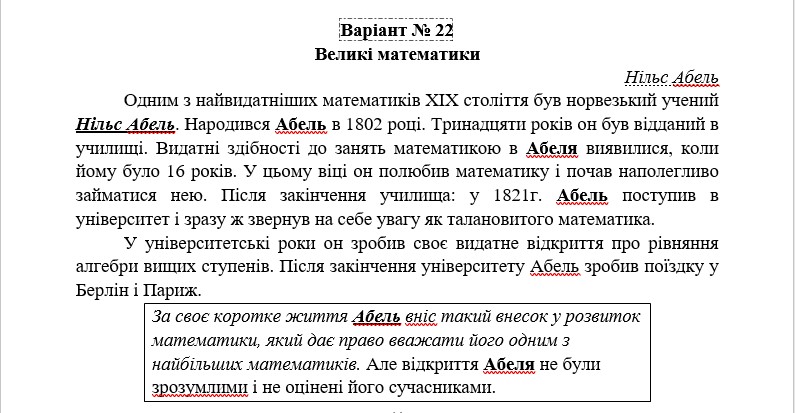 Варіант № 22
Великі математики
Нільс Абель
Одним з найвидатніших математиків XIX століття був норвезький учений
Нільс Абель. Народився Абель в 1802 році. Тринадцяти років он був відданий в
училищі. Видатні здібності до занять математикою в Абеля виявилися, коли
йому було 16 років. У цьому віці он полюбив математику і почав наполегливо
займатися нею. Після закінчення училища: у 1821г. Абель поступив в
університет і зразу ж звернув на себе увагу як талановитого математика.
У університетські роки он зробив своє видатне відкриття про рівняння
алгебри вищих ступенів. Після закінчення університету Абель зробив поїздку у
Берлін і Париж.
За своє коротке життя Абель вніс такий внесок у розвиток
математики, який дає право вважати його одним з
найбільших математиків. Але відкриття Абеля не були
зрозумлими і не оцінені його сучасниками.